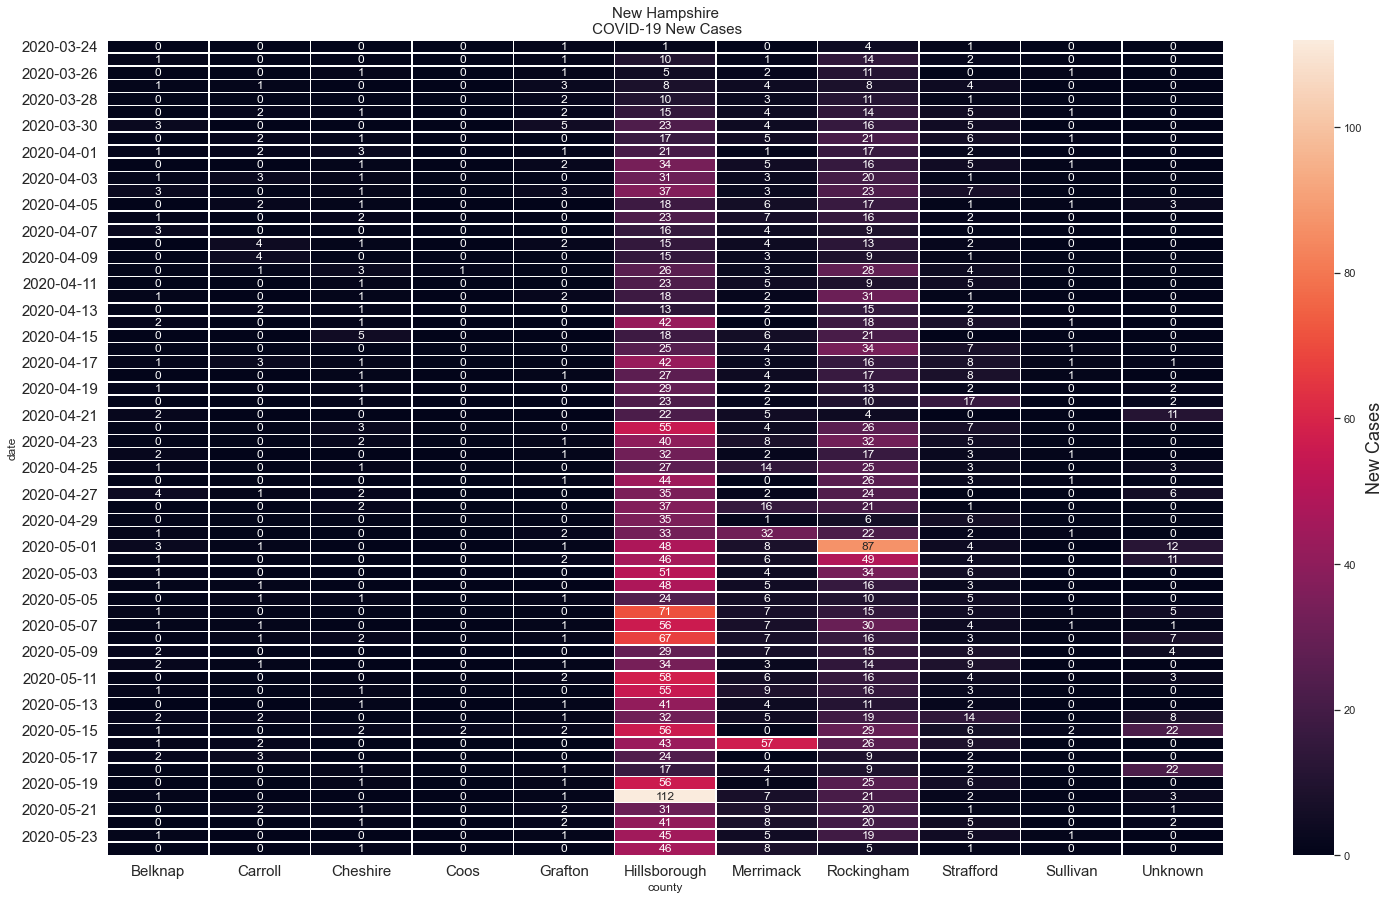 New Hampshire
COVID-19 New Cases
2020-03-24 0 0 0 0 1 1 0 4 1 0 0
1 0 0 0 1 10 1 14 2 0 0
2020-03-26 0 0 1 0 1 5 2 11 0 1 0
1 1 0 0 3 8 4 8 4 0 0
2020-03-28 0 0 0 0 2 10 3 11 1 0 0
0 2 1 0 2 15 4 14 5 1 0
2020-03-30 3 0 0 0 5 23 4 16 5 0 0
0 2 1 0 0 17 5 21 6 1 0
2020-04-01 1 2 3 0 1 21 1 17 2 0 0
0 0 1 0 2 34 5 16 5 1 0
2020-04-03 1 3 1 0 0 31 3 20 1 0 0
3 0 1 0 3 37 3 23 7 0 0
2020-04-05 0 2 1 0 0 18 6 17 1 1 3
1 0 2 0 0 23 7 16 2 0 0
2020-04-07 3 0 0 0 0 16 4 9 0 0 0
0 4 1 0 2 15 4 13 2 0 0
2020-04-09 0 4 0 0 0 15 3 9 1 0 0
0 1 3 1 0 26 3 28 4 0 0
2020-04-11 0 0 1 0 0 23 5 9 5 0 0
1 0 1 0 2 18 2 31 1 0 0
2020-04-13 0 2 1 0 0 13 2 15 2 0 0
2 0 1 0 0 42 0 18 8 1 0
2020-04-15 0 0 5 0 0 18 6 21 0 0 0
0 0 0 0 0 25 4 34 7 1 0
2020-04-17 1 3 1 0 0 42 3 16 8 1 1
0 0 1 0 1 27 4 17 8 1 0
2020-04-19 1 0 1 0 0 29 2 13 2 0 2
0 0 1 0 0 23 2 10 17 0 2
2020-04-21 2 0 0 0 0 22 5 4 0 0 11
0 0 3 0 0 55 4 26 7 0 0
2020-04-23 0 0 2 0 1 40 8 32 5 0 0
2 0 0 0 1 32 2 17 3 1 0
2020-04-25 1 0 1 0 0 27 14 25 3 0 3
0 0 0 0 1 44 0 26 3 1 0
2020-04-27 4 1 2 0 0 35 2 24 0 0 6
0 0 2 0 0 37 16 21 1 0 0
2020-04-29 0 0 0 0 0 35 1 6 6 0 0
1 0 0 0 2 33 32 22 2 1 0
2020-05-01 3 1 0 0 1 48 8 87 4 0 12
1 0 0 0 2 46 6 49 4 0 11
2020-05-03 1 0 0 0 0 51 4 34 6 0 0
0 1 0 0 0 48 5 16 3 0 0
2020-05-05 0 1 1 0 1 24 6 10 5 0 0
1 0 0 0 0 71 7 15 5 1 5
2020-05-07 1 1 0 0 1 56 7 30 4 1 1
0 1 2 0 1 67 7 16 3 0 7
2020-05-09 2 0 0 0 0 29 7 15 8 0 4
2 1 0 0 1 34 3 14 9 0 0
2020-05-11 0 0 0 0 2 58 6 16 4 0 3
1 0 1 0 0 55 9 16 3 0 0
2020-05-13 0 0 1 0 1 41 4 11 2 0 0
2 2 0 0 1 32 5 19 14 0 8
2020-05-15 1 0 2 2 2 56 0 29 6 2 22
1 2 0 0 0 43 57 26 9 0 0
2020-05-17 2 3 0 0 0 24 0 9 2 0 0
0 0 1 0 1 17 4 9 2 0 22
2020-05-19 0 0 1 0 1 56 1 25 6 0 0
1 0 0 0 1 112 7 21 2 0 3
2020-05-21 0 2 1 0 2 31 9 20 1 0 1
0 0 1 0 2 41 8 20 5 0 2
2020-05-23 1 0 0 0 1 45 5 19 5 1 0
0 0 1 0 0 46 8 5 1 0 0
date
Belknap Carroll Cheshire Coos Grafton Hillsborough Merrimack Rockingham Strafford Sullivan Unknown
county
100
80
60
40
20
0
New Cases